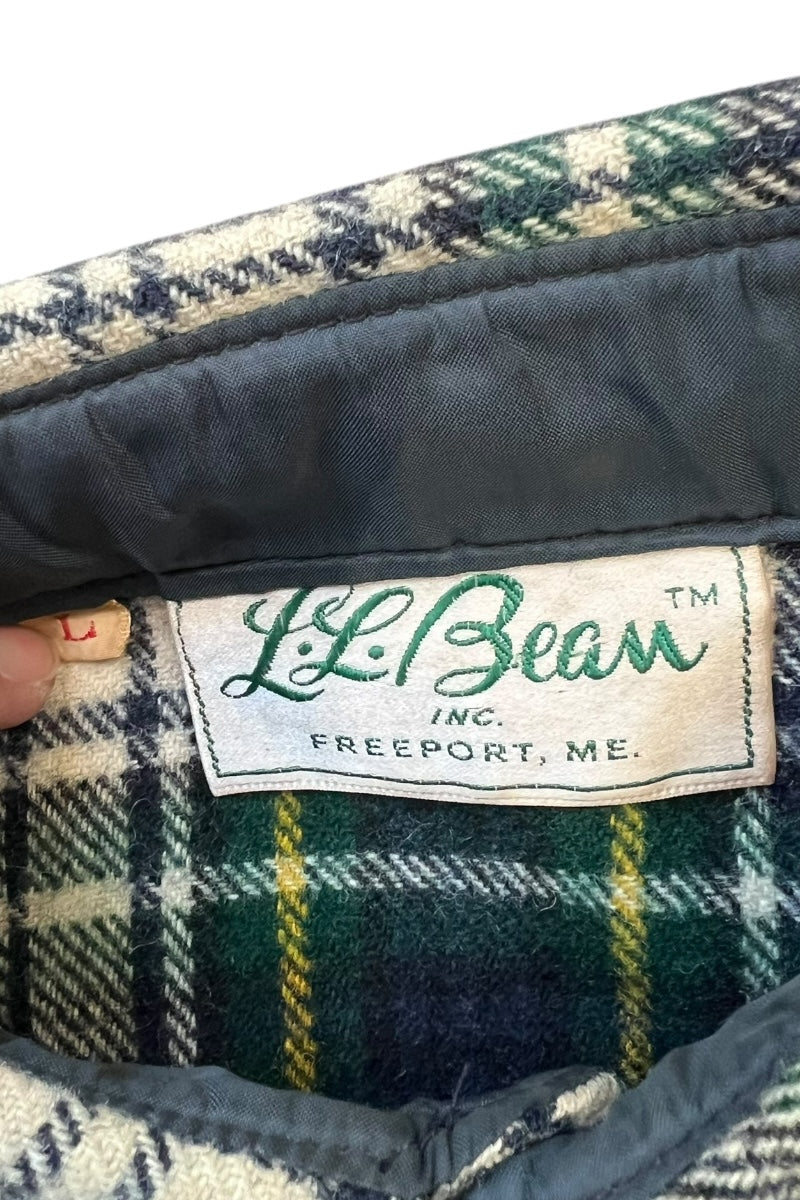 L
L.L.Bean™
INC.
FREEPORT, ME.